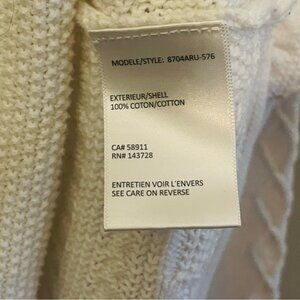 MODELE/STYLE: 8704ARU-576
EXTERIEUR/SHELL
100% COTON/COTTON
CA# 58911
RN# 143728
ENTRETIEN VOIR L'ENVERS
SEE CARE ON REVERSE